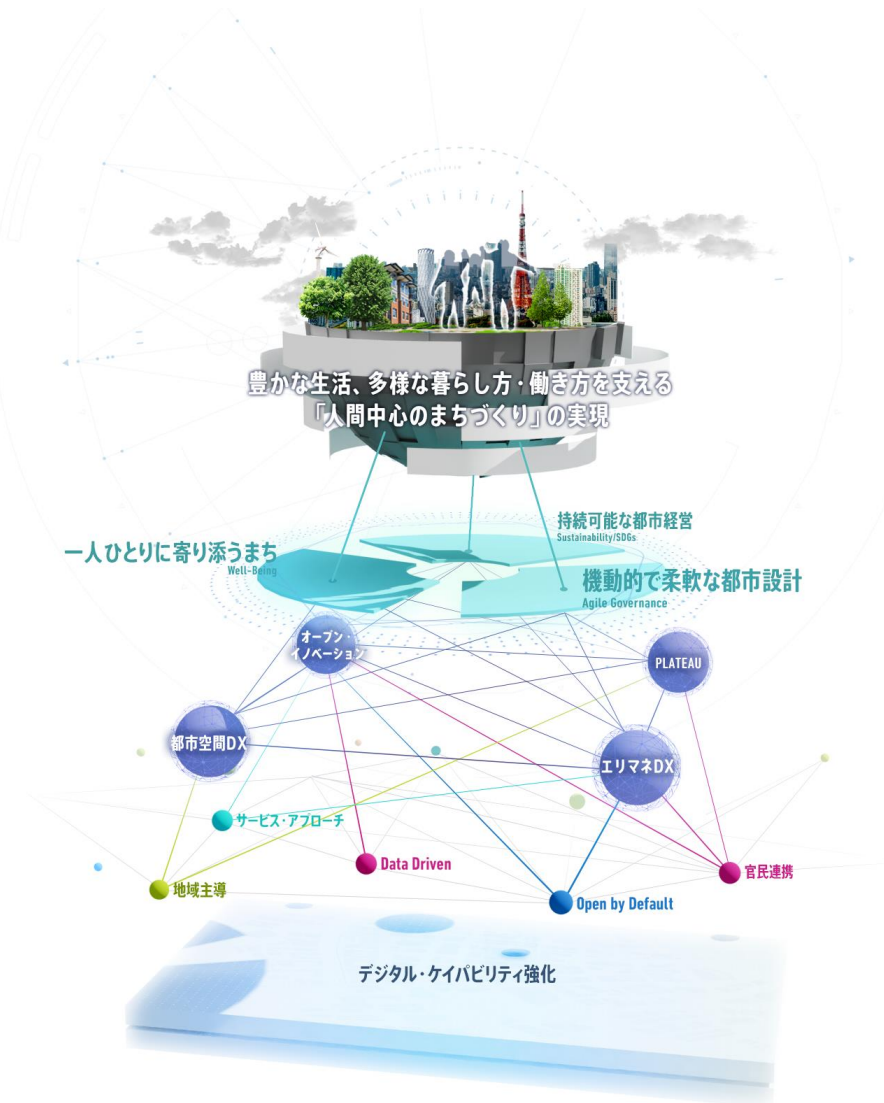 豊かな生活、多様な暮らし方・働き方を支える
「人間中心のまちづくり」の実現
持続可能な都市経営
Sustainability/SDGs
一人ひとりに寄り添うまち
Well-Being
機動的で柔軟な都市設計
Agile Governance
オープン・
イノベーション
PLATEAU
都市空間DX
エリマネDX
サービス・アプローチ
Data Driven
官民連携
地域主導
Open by Default
デジタル・ケイパビリティ強化